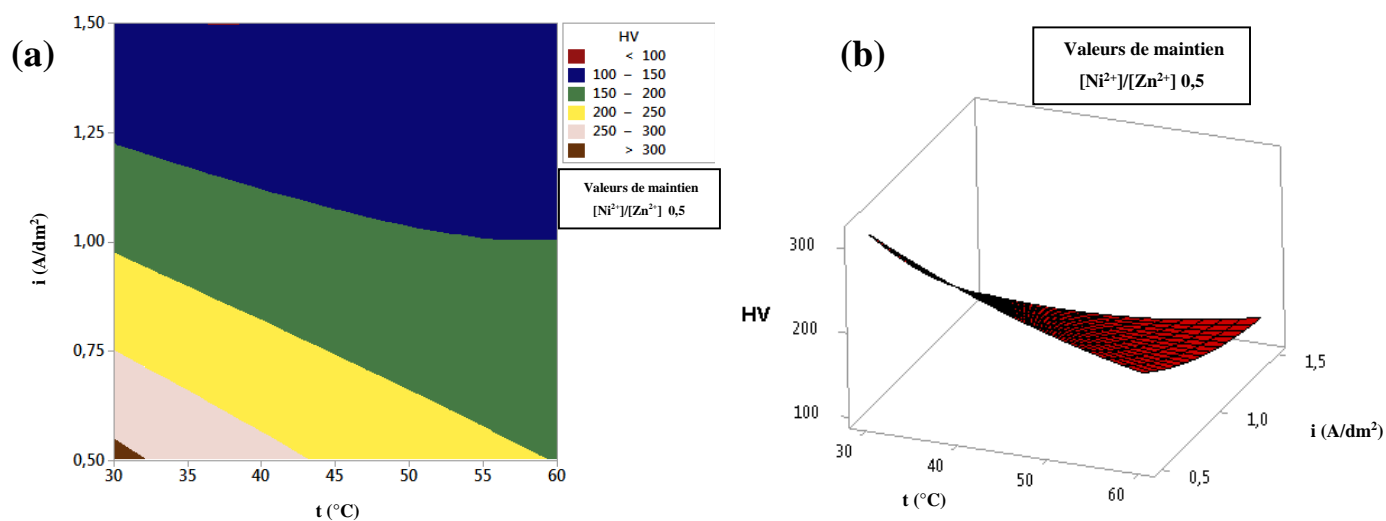 (a)
1,50
1,25
1,00
0,75
0,50
i (A/dm²)
30 35 40 45 50 55 60
t (°C)
HV
< 100
100 – 150
150 – 200
200 – 250
250 – 300
> 300
Valeurs de maintien
[Ni²⁺]/[Zn²⁺] 0,5
(b)
Valeurs de maintien
[Ni²⁺]/[Zn²⁺] 0,5
300
HV
200
100
30
40
50
60
t (°C)
1,5
1,0
0,5
i (A/dm²)